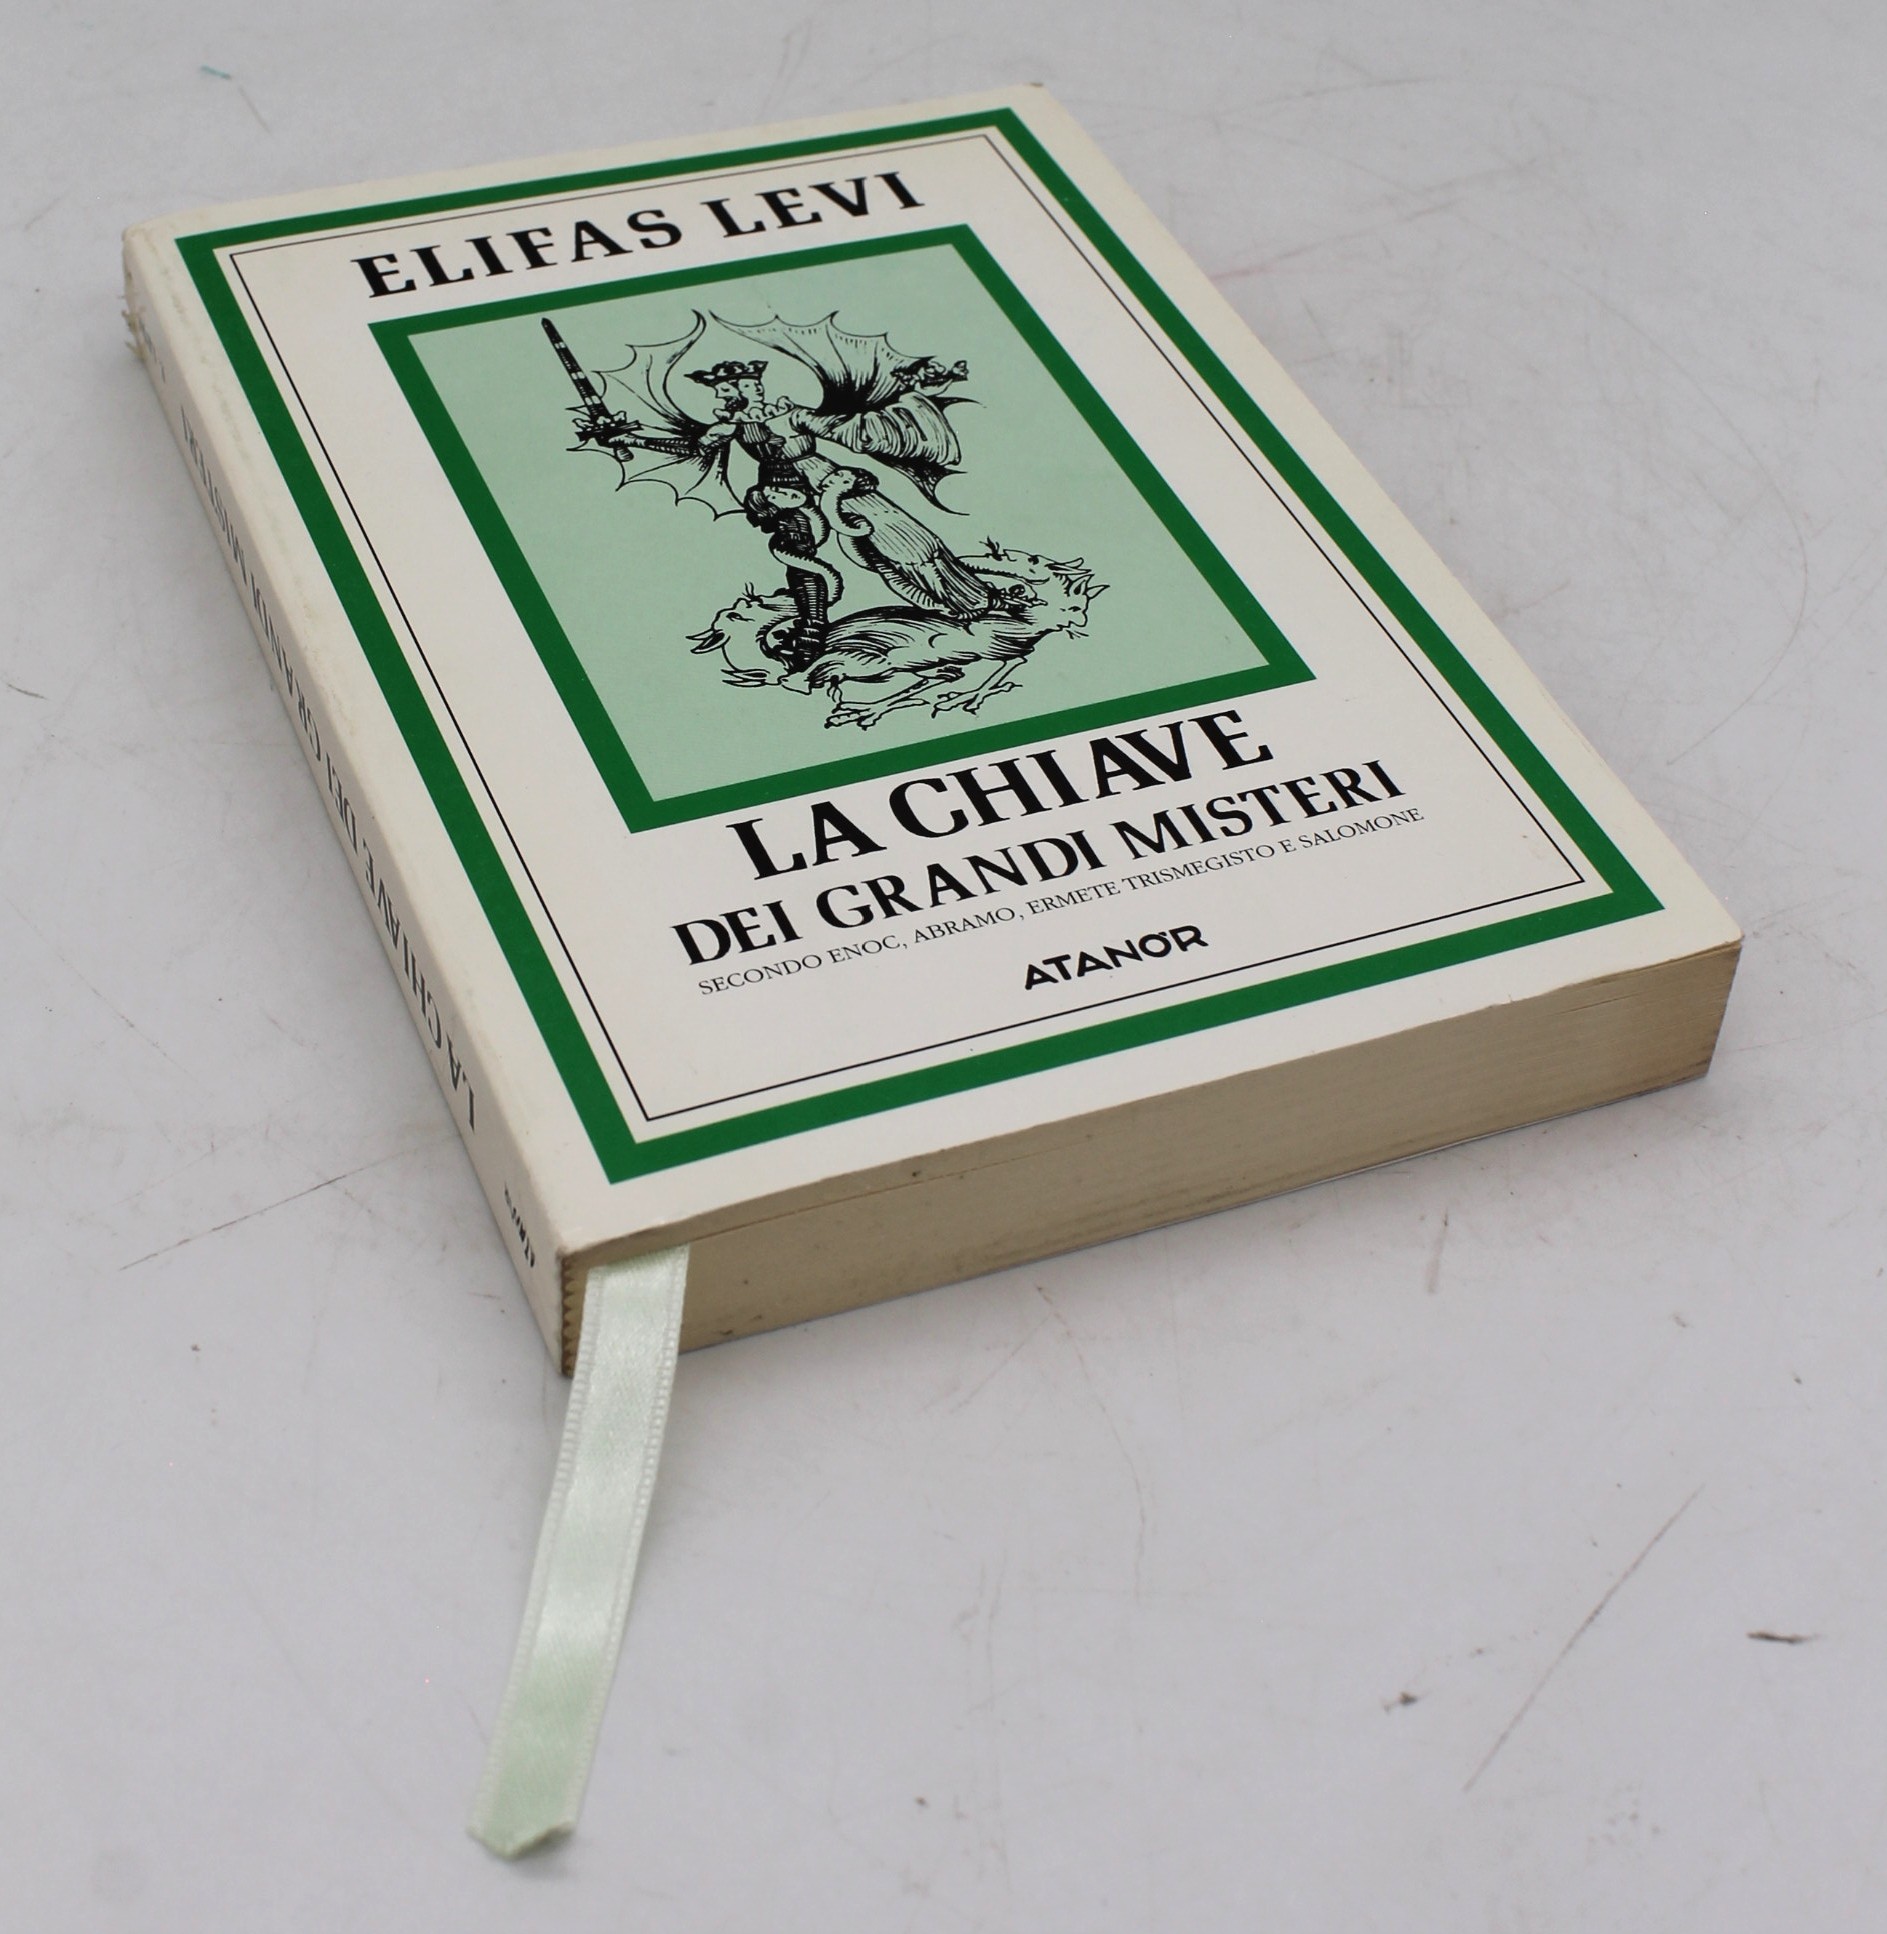 ELIFAS LEVI
LA CHIAVE
DEI GRANDI MISTERI
SECONDO ENOC, ABRAMO, ERMETE TRISMEGISTO E SALOMONE
ATANÒR
LA CHIAVE DEI GRANDI MISTERI